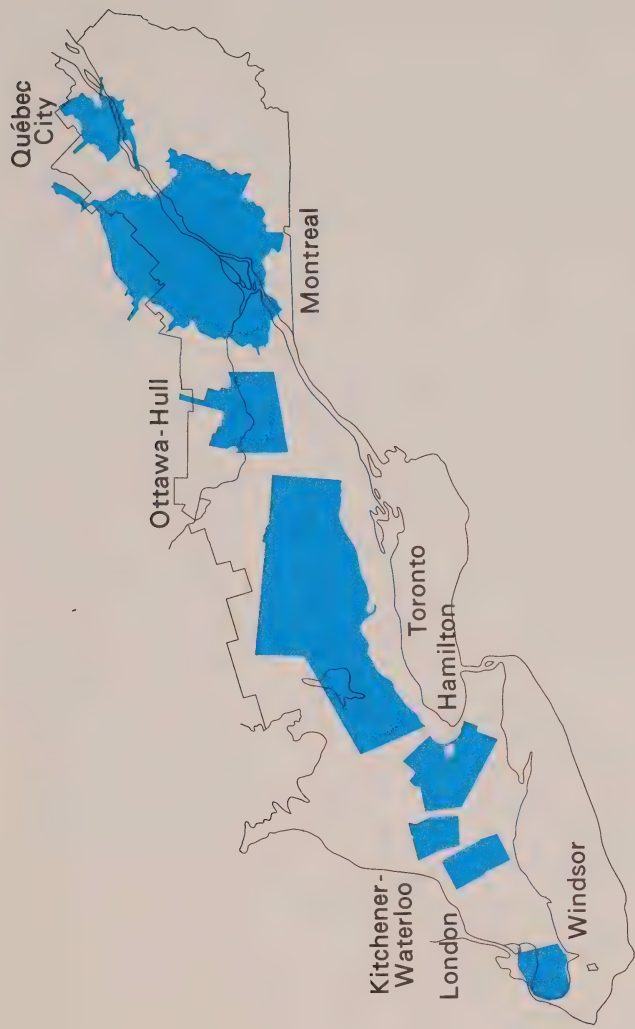 Québec
City
Montreal
Ottawa-Hull
Toronto
Hamilton
Kitchener-
Waterloo
London
Windsor